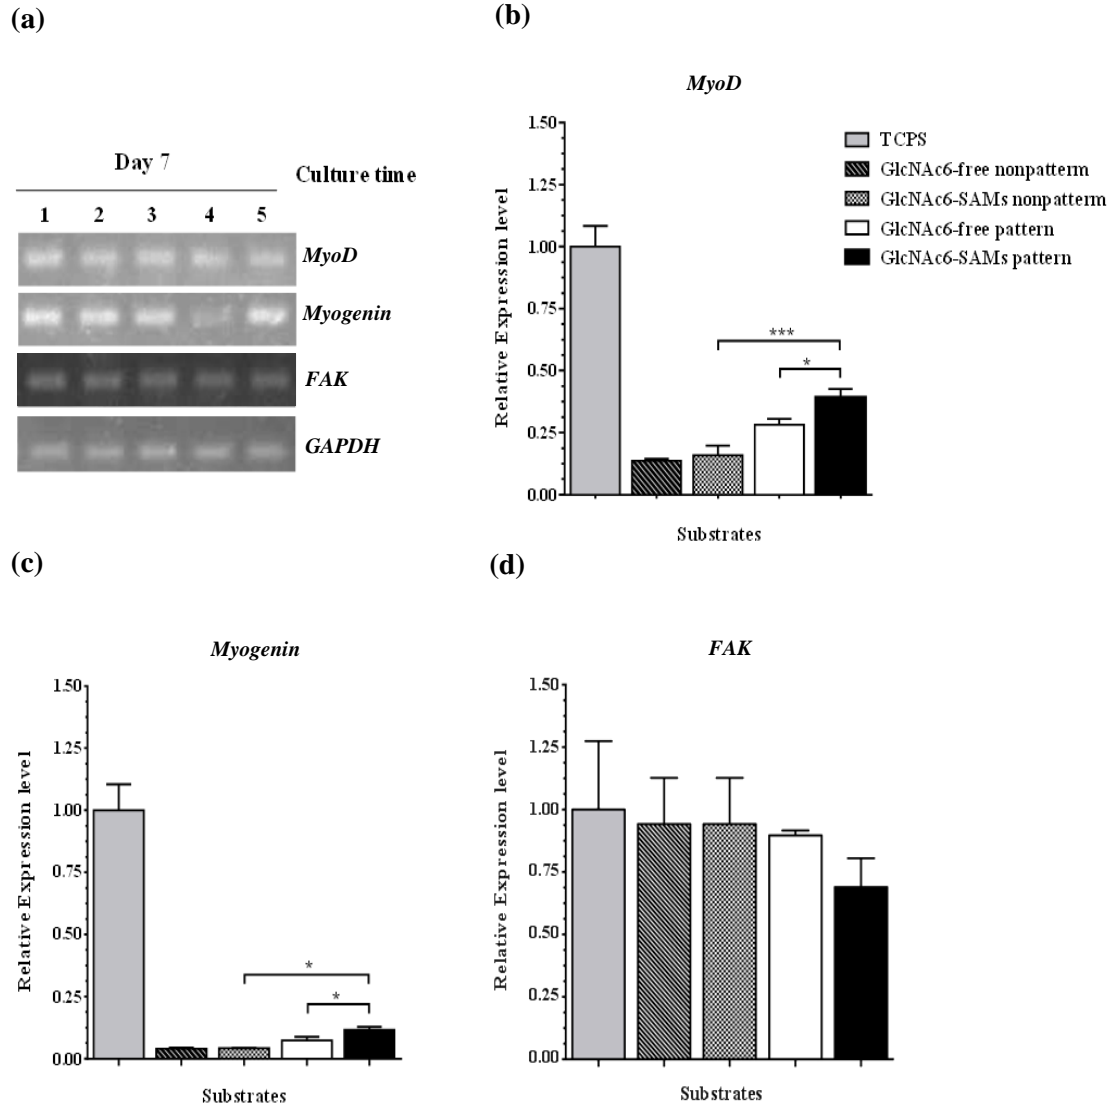 (a)
Day 7
Culture time
1 2 3 4 5
MyoD
Myogenin
FAK
GAPDH
(b)
MyoD
1.50
1.25
1.00
0.75
0.50
0.25
0.00
Relative Expression level
Substrates
***
*
TCPS
GlcNAc6-free nonpatterm
GlcNAc6-SAMs nonpatterm
GlcNAc6-free pattern
GlcNAc6-SAMs pattern
(c)
Myogenin
1.50
1.25
1.00
0.75
0.50
0.25
0.00
Relative Expression level
Substrates
*
*
(d)
FAK
1.50
1.25
1.00
0.75
0.50
0.25
0.00
Relative Expression level
Substrates